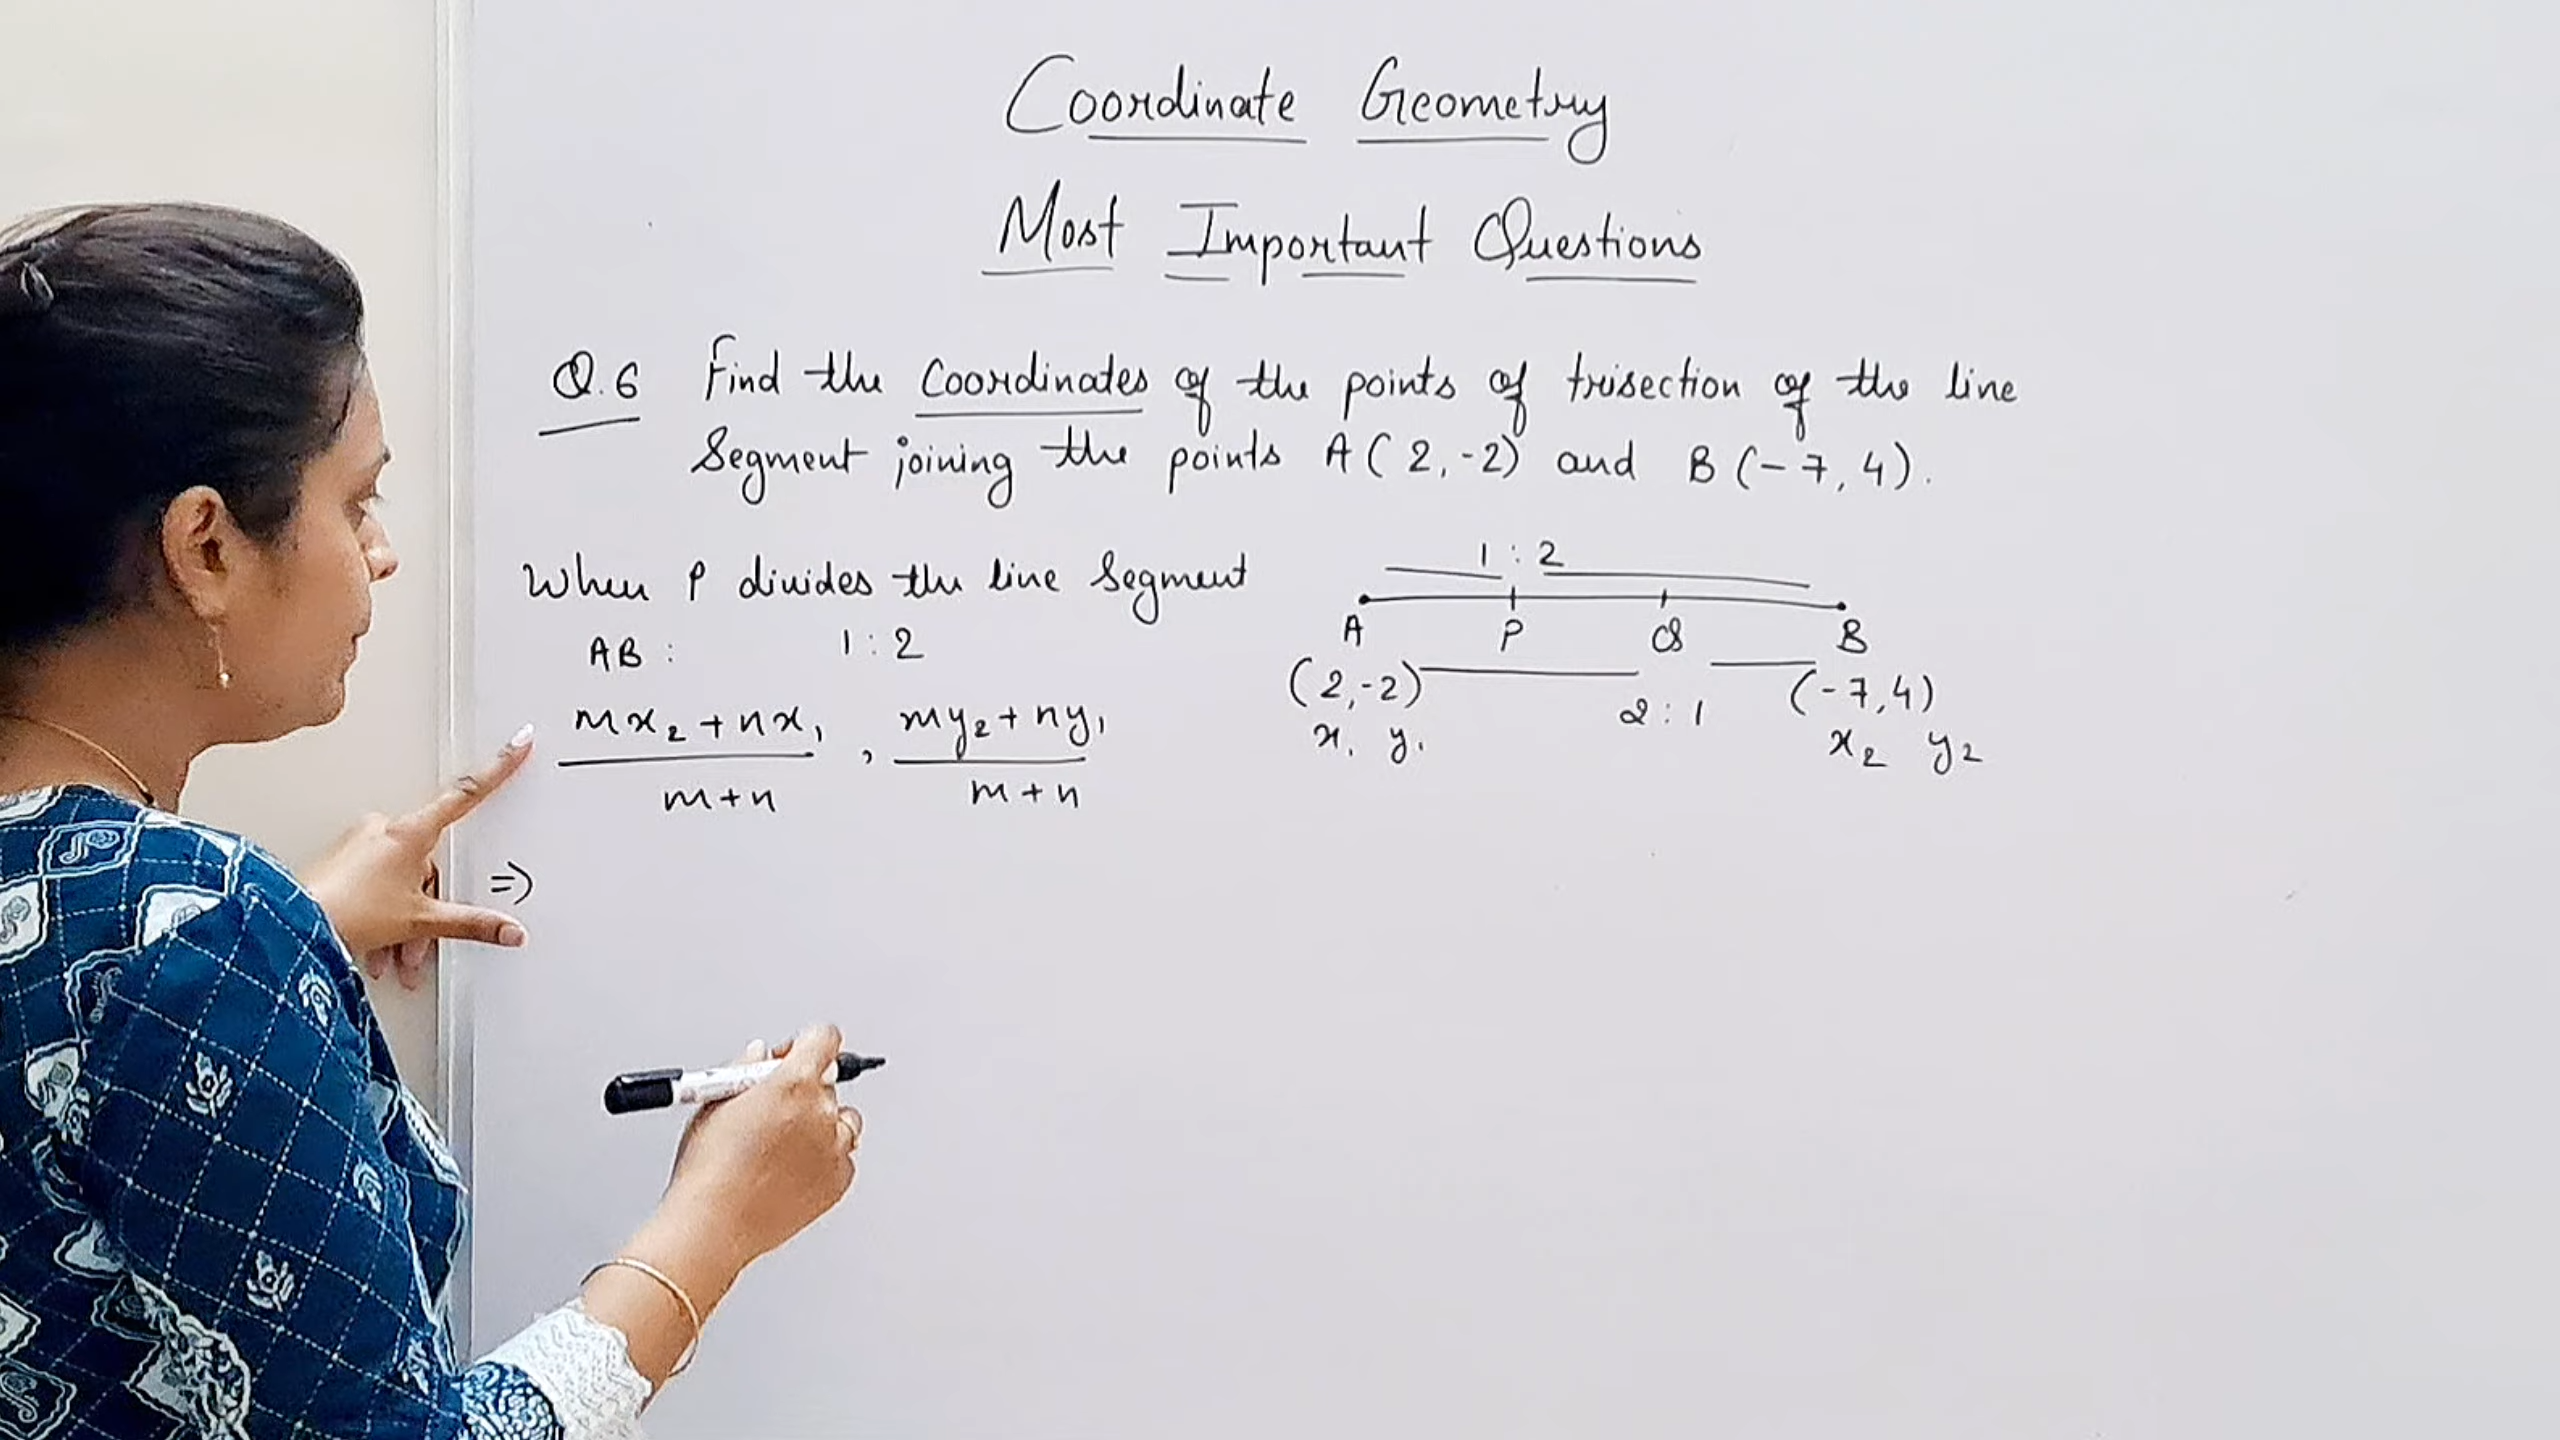 Coordinate Geometry
Most Important Questions
Q.6 Find the Coordinates of the points of trisection of the line
Segment joining the points A(2,-2) and B(-7,4).
When P divides the line Segment
AB: 1:2
mx₂+nx₁ , my₂+ny₁
m+n m+n
=>
1:2
A P Q B
(2,-2) (-7,4)
2:1
x₁ y₁ x₂ y₂